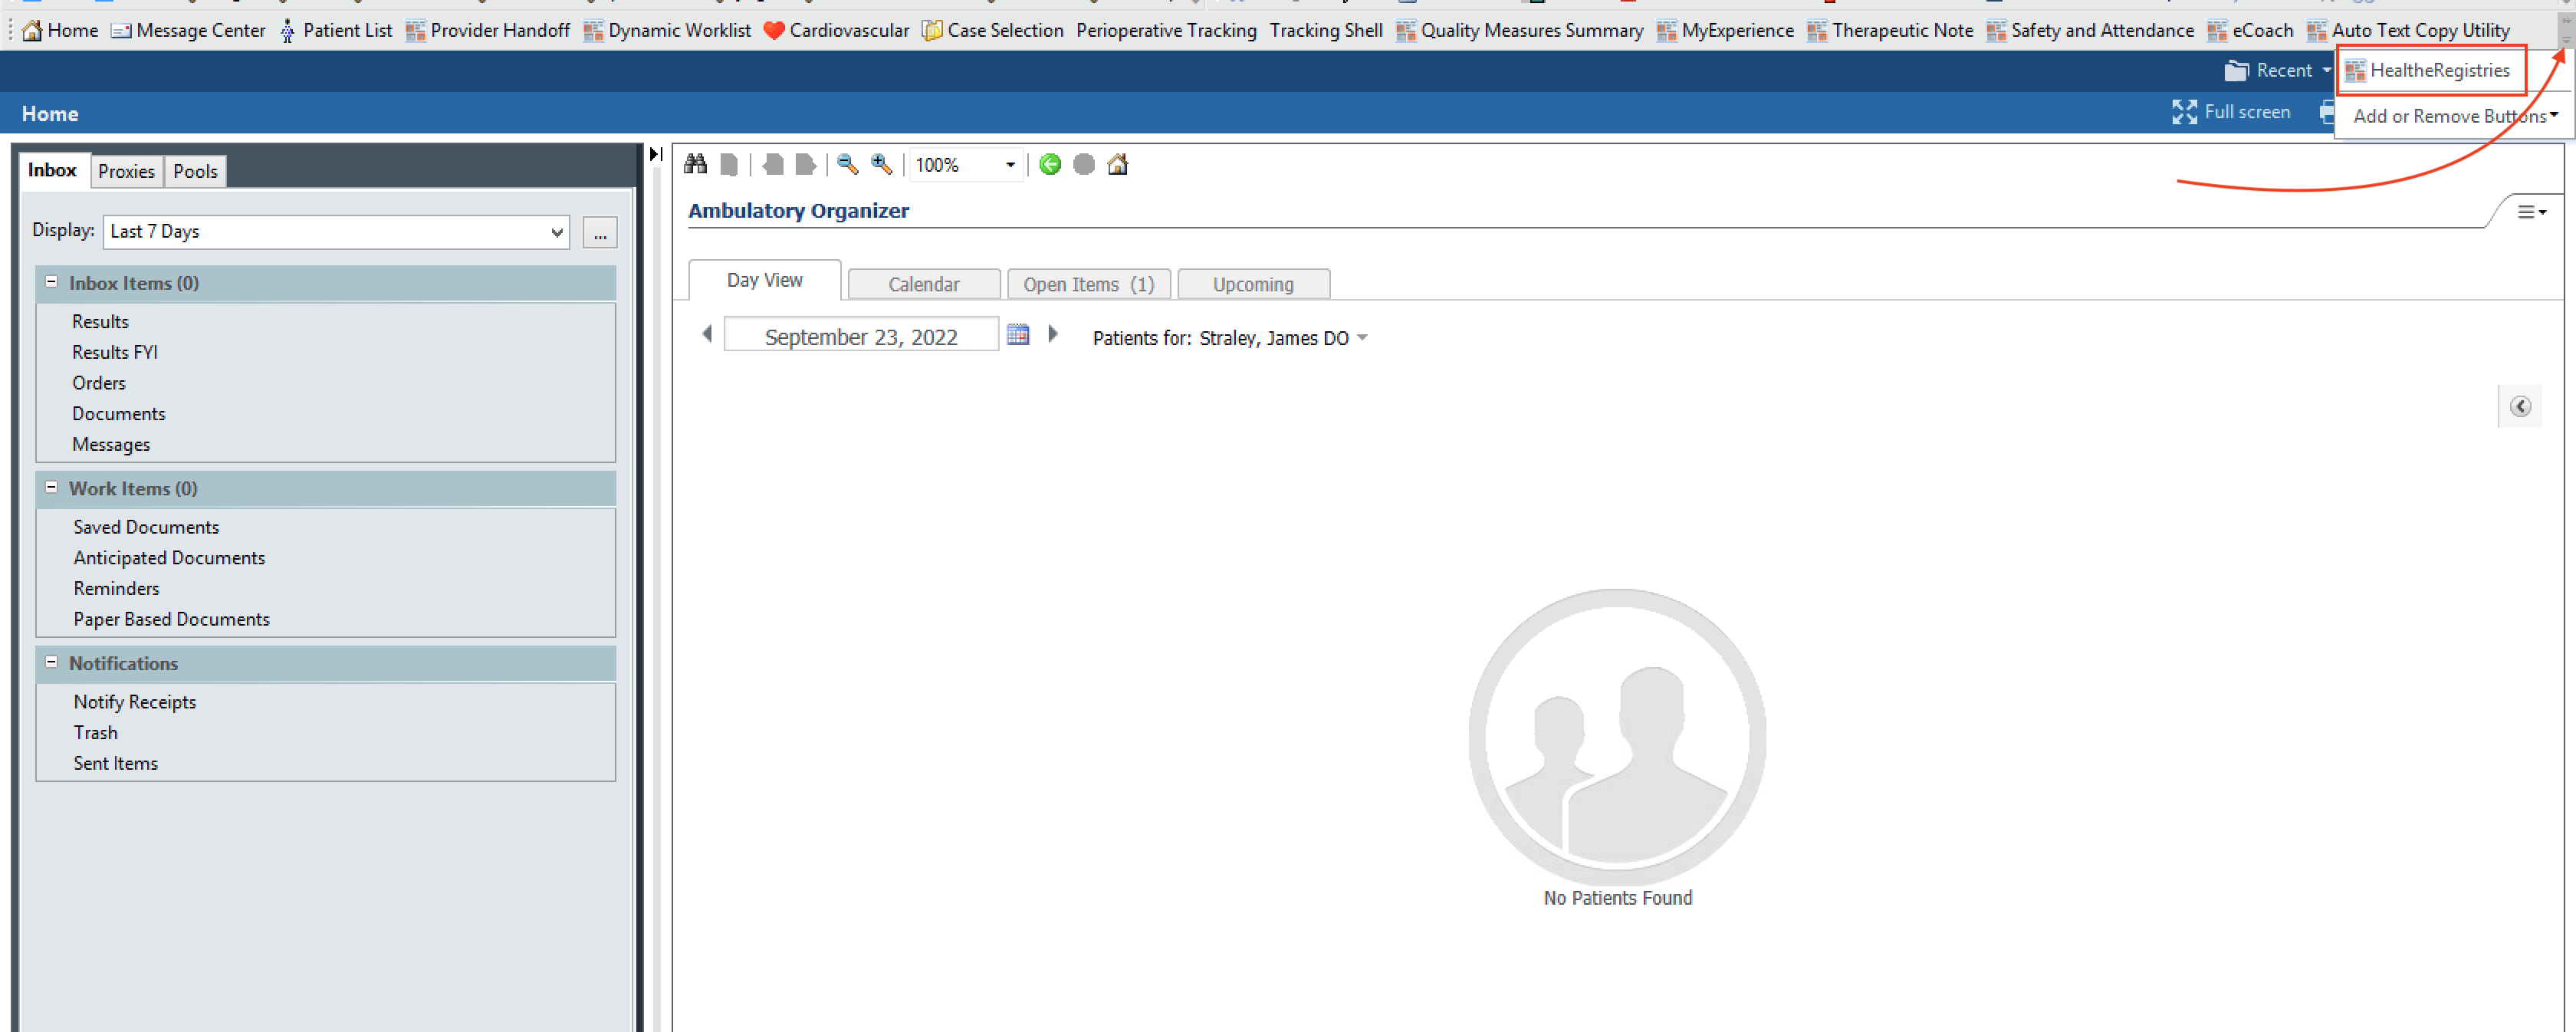 Home Message Center Patient List Provider Handoff Dynamic Worklist Cardiovascular Case Selection Perioperative Tracking Tracking Shell Quality Measures Summary MyExperience Therapeutic Note Safety and Attendance eCoach Auto Text Copy Utility
Recent HealtheRegistries
Home Full screen Add or Remove Buttons
Inbox Proxies Pools
100%
Ambulatory Organizer
Display: Last 7 Days ...
Day View Calendar Open Items (1) Upcoming
Inbox Items (0)
Results
Results FYI
Orders
Documents
Messages
September 23, 2022 Patients for: Straley, James DO
Work Items (0)
Saved Documents
Anticipated Documents
Reminders
Paper Based Documents
Notifications
Notify Receipts
Trash
Sent Items
No Patients Found